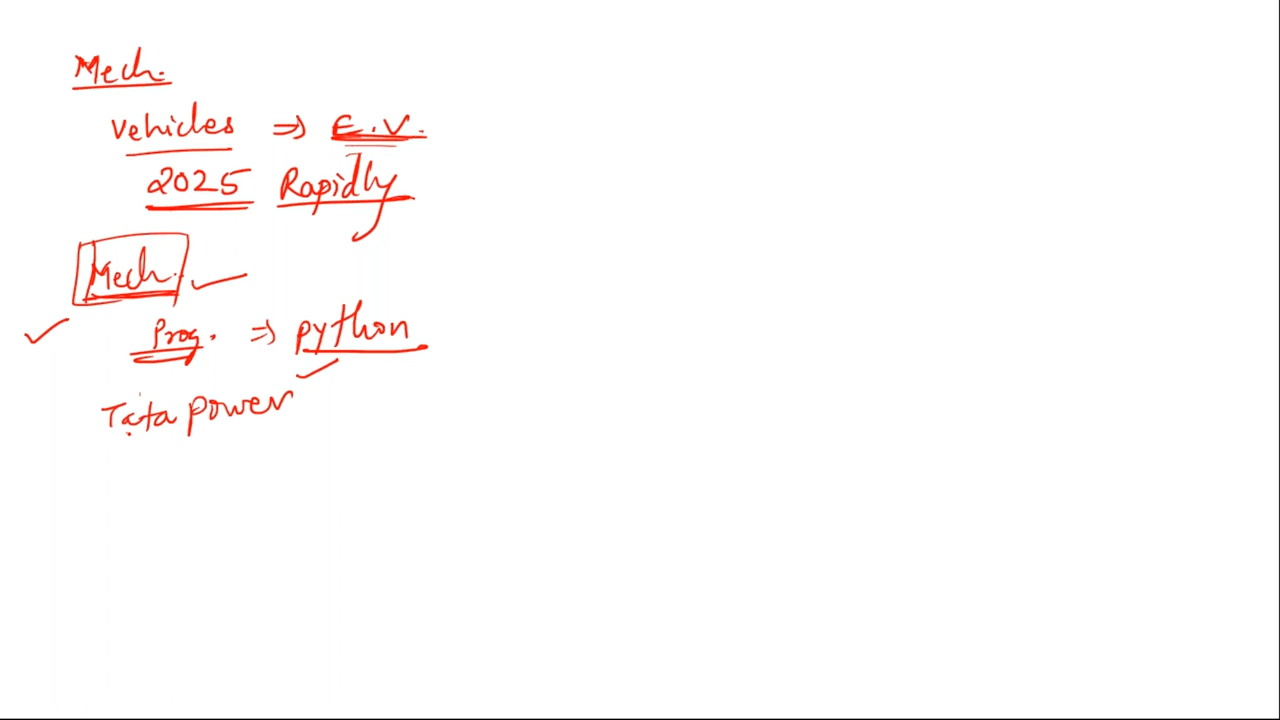 Mech.
Vehicles ⇒ E.V.
2025 Rapidly
Mech.
Prog. ⇒ python
Tata power